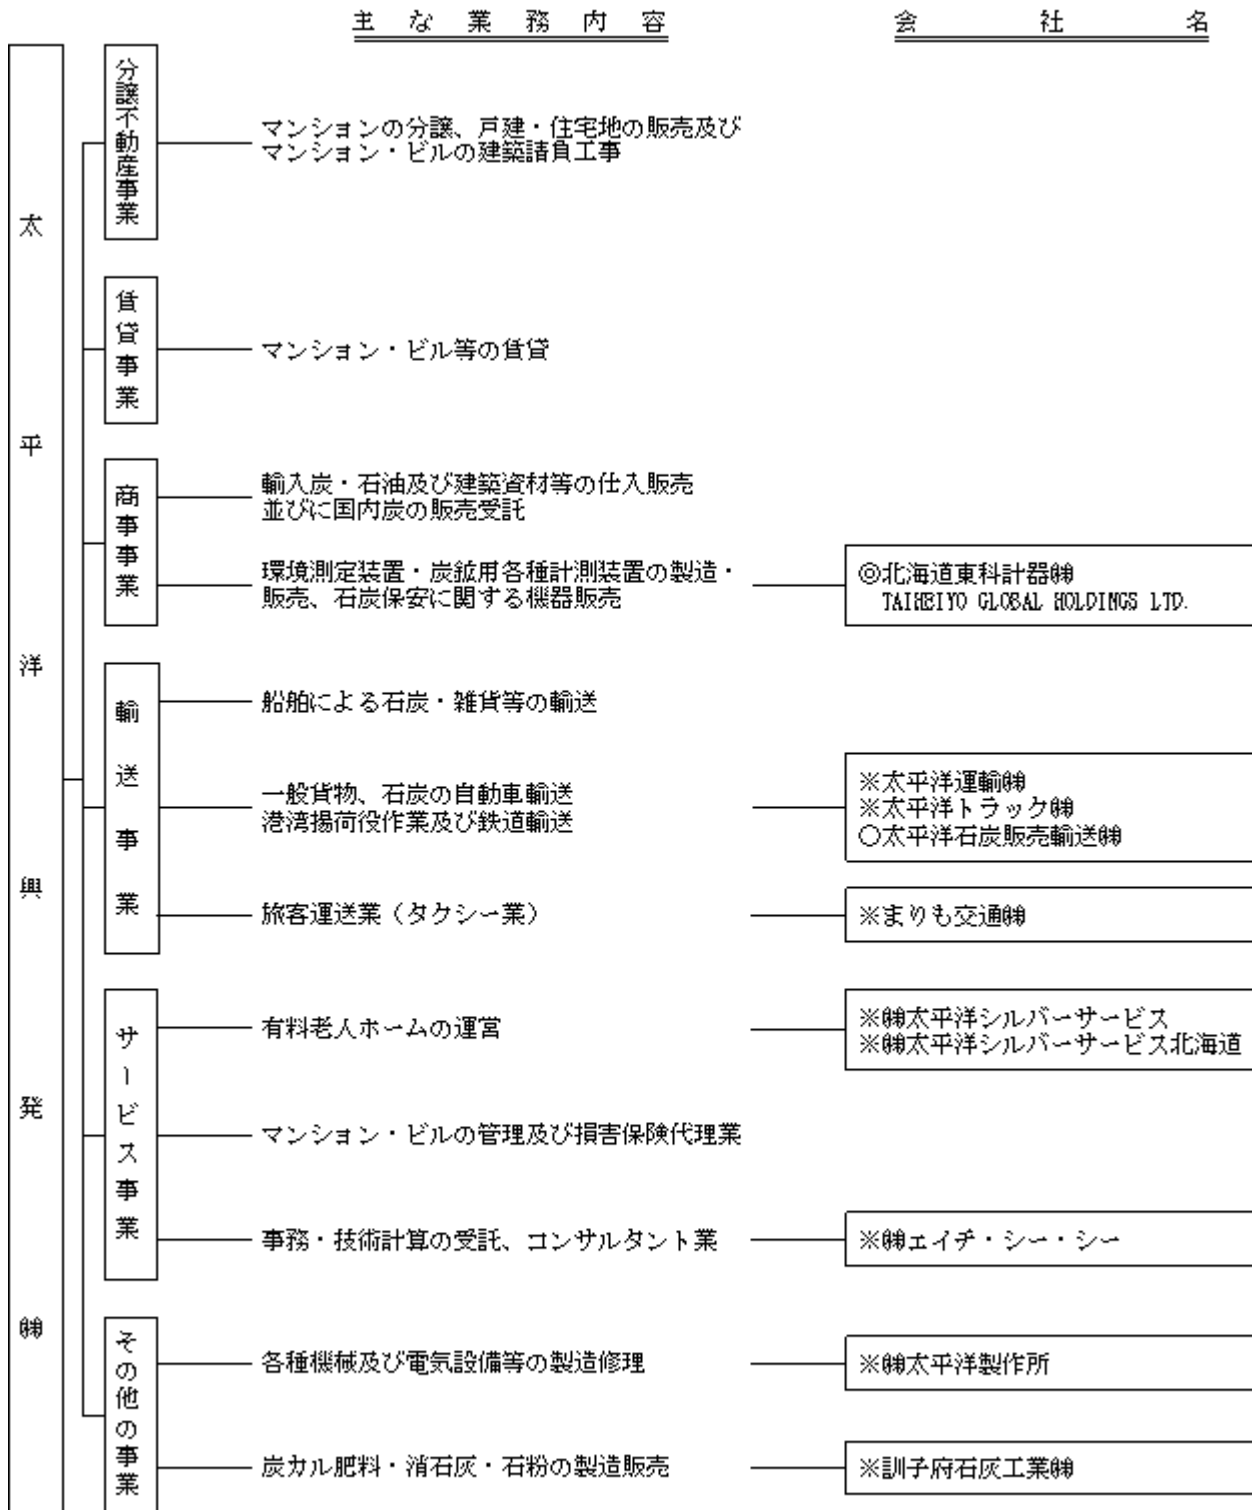 主な業務内容
会社名
太平洋興発㈱
分譲不動産事業
マンションの分譲、戸建・住宅地の販売及び
マンション・ビルの建築請負工事
賃貸事業
マンション・ビル等の賃貸
商事事業
輸入炭・石油及び建築資材等の仕入販売
並びに国内炭の販売受託
環境測定装置・炭鉱用各種計測装置の製造・
販売、石炭保安に関する機器販売
◎北海道東科計器㈱
TAIHEIYO GLOBAL HOLDINGS LTD.
輸送事業
船舶による石炭・雑貨等の輸送
一般貨物、石炭の自動車輸送
港湾揚荷役作業及び鉄道輸送
※太平洋運輸㈱
※太平洋トラック㈱
○太平洋石炭販売輸送㈱
旅客運送業（タクシー業）
※まりも交通㈱
サービス事業
有料老人ホームの運営
※㈱太平洋シルバーサービス
※㈱太平洋シルバーサービス北海道
マンション・ビルの管理及び損害保険代理業
事務・技術計算の受託、コンサルタント業
※㈱エイチ・シー・シー
その他の事業
各種機械及び電気設備等の製造修理
※㈱太平洋製作所
炭カル肥料・消石灰・石粉の製造販売
※訓子府石灰工業㈱